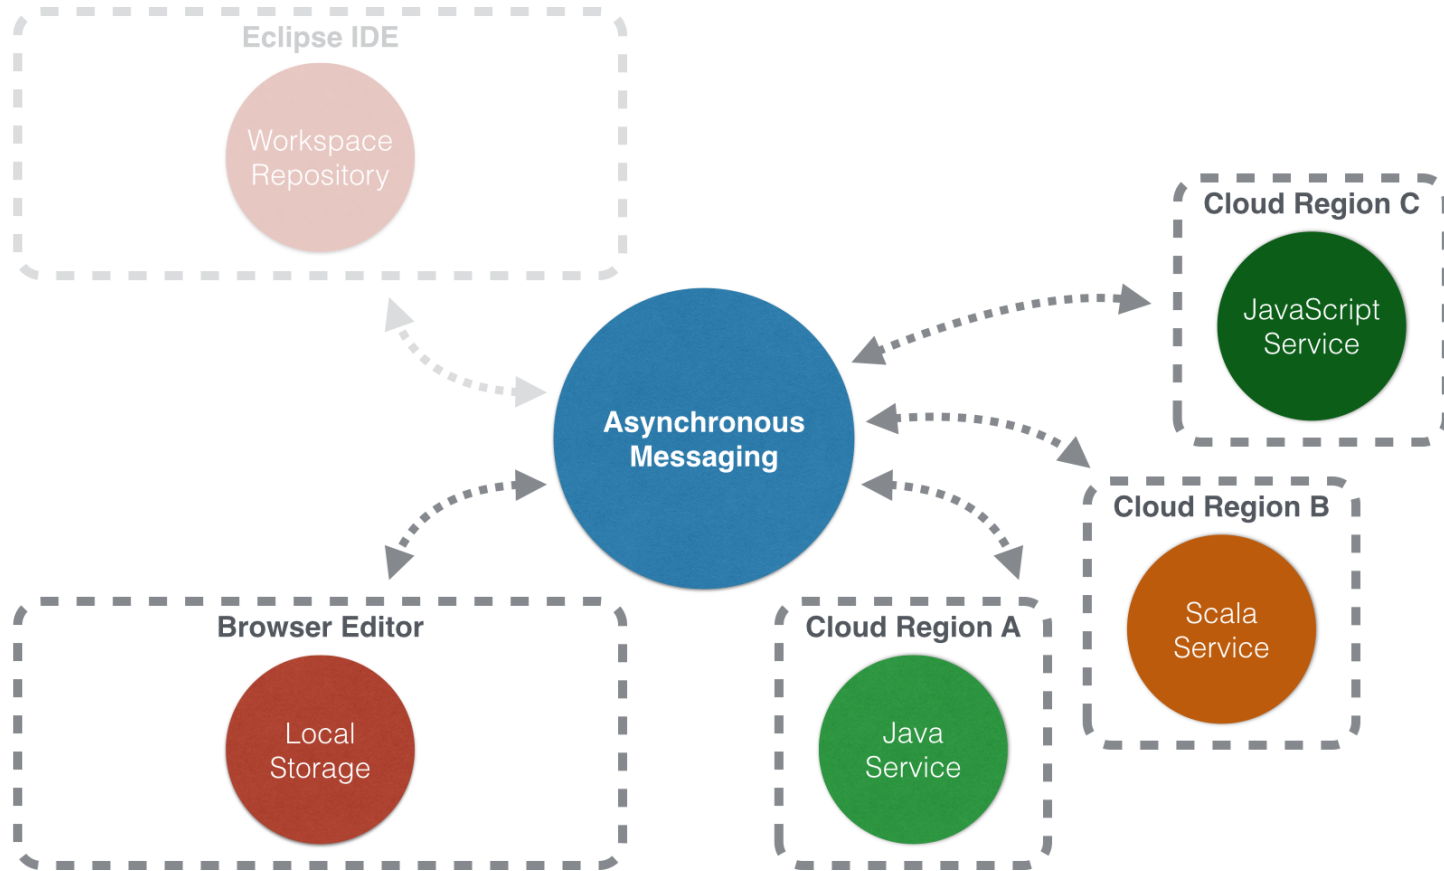 Eclipse IDE
Workspace
Repository
Cloud Region C
JavaScript
Service
Asynchronous
Messaging
Cloud Region B
Scala
Service
Browser Editor
Local
Storage
Cloud Region A
Java
Service